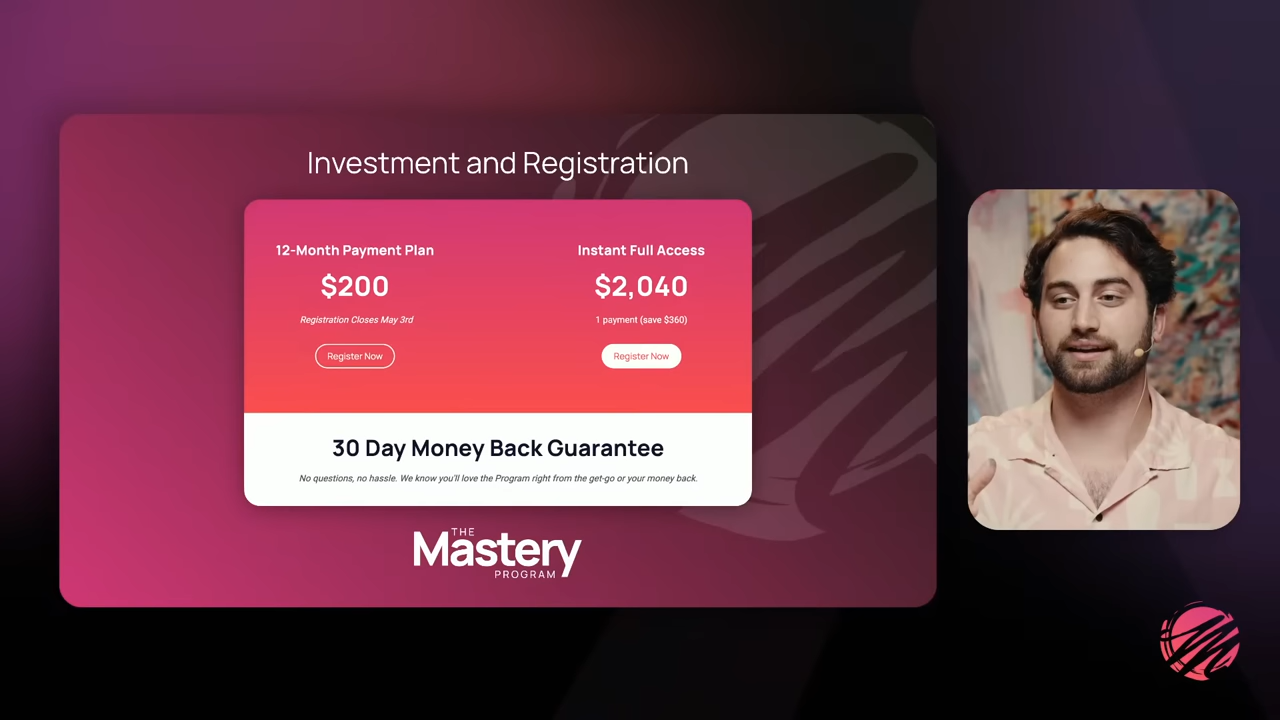 Investment and Registration
12-Month Payment Plan
$200
Registration Closes May 3rd
Register Now
Instant Full Access
$2,040
1 payment (save $360)
Register Now
30 Day Money Back Guarantee
No questions, no hassle. We know you'll love the Program right from the get-go or your money back.
THE
Mastery
PROGRAM